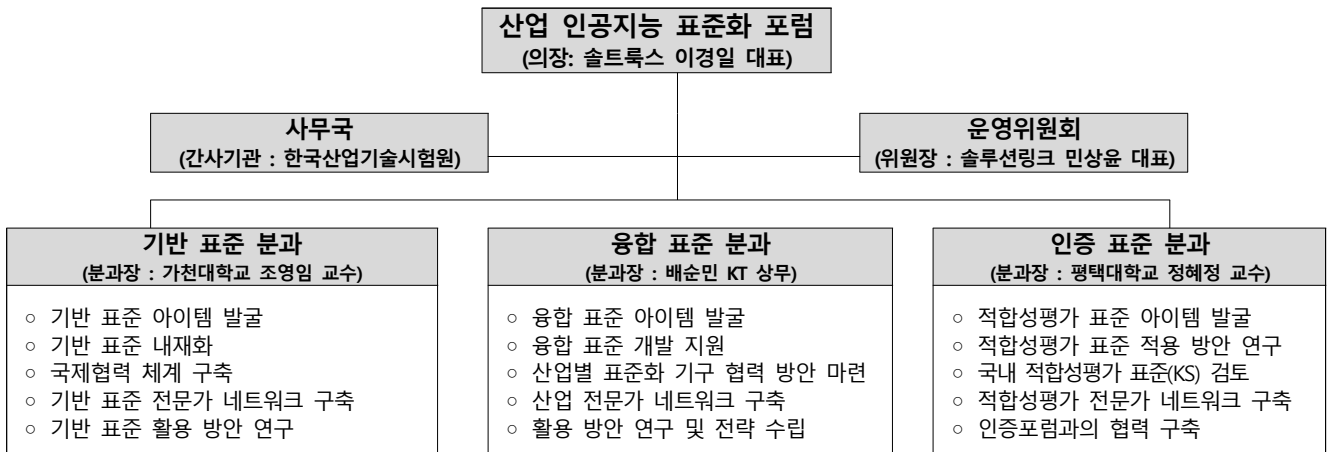 산업 인공지능 표준화 포럼
(의장: 솔트룩스 이경일 대표)
사무국
(간사기관 : 한국산업기술시험원)
운영위원회
(위원장 : 솔루션링크 민상윤 대표)
기반 표준 분과
(분과장 : 가천대학교 조영임 교수)
○ 기반 표준 아이템 발굴
○ 기반 표준 내재화
○ 국제협력 체계 구축
○ 기반 표준 전문가 네트워크 구축
○ 기반 표준 활용 방안 연구
융합 표준 분과
(분과장 : 배순민 KT 상무)
○ 융합 표준 아이템 발굴
○ 융합 표준 개발 지원
○ 산업별 표준화 기구 협력 방안 마련
○ 산업 전문가 네트워크 구축
○ 활용 방안 연구 및 전략 수립
인증 표준 분과
(분과장 : 평택대학교 정혜정 교수)
○ 적합성평가 표준 아이템 발굴
○ 적합성평가 표준 적용 방안 연구
○ 국내 적합성평가 표준(KS) 검토
○ 적합성평가 전문가 네트워크 구축
○ 인증포럼과의 협력 구축